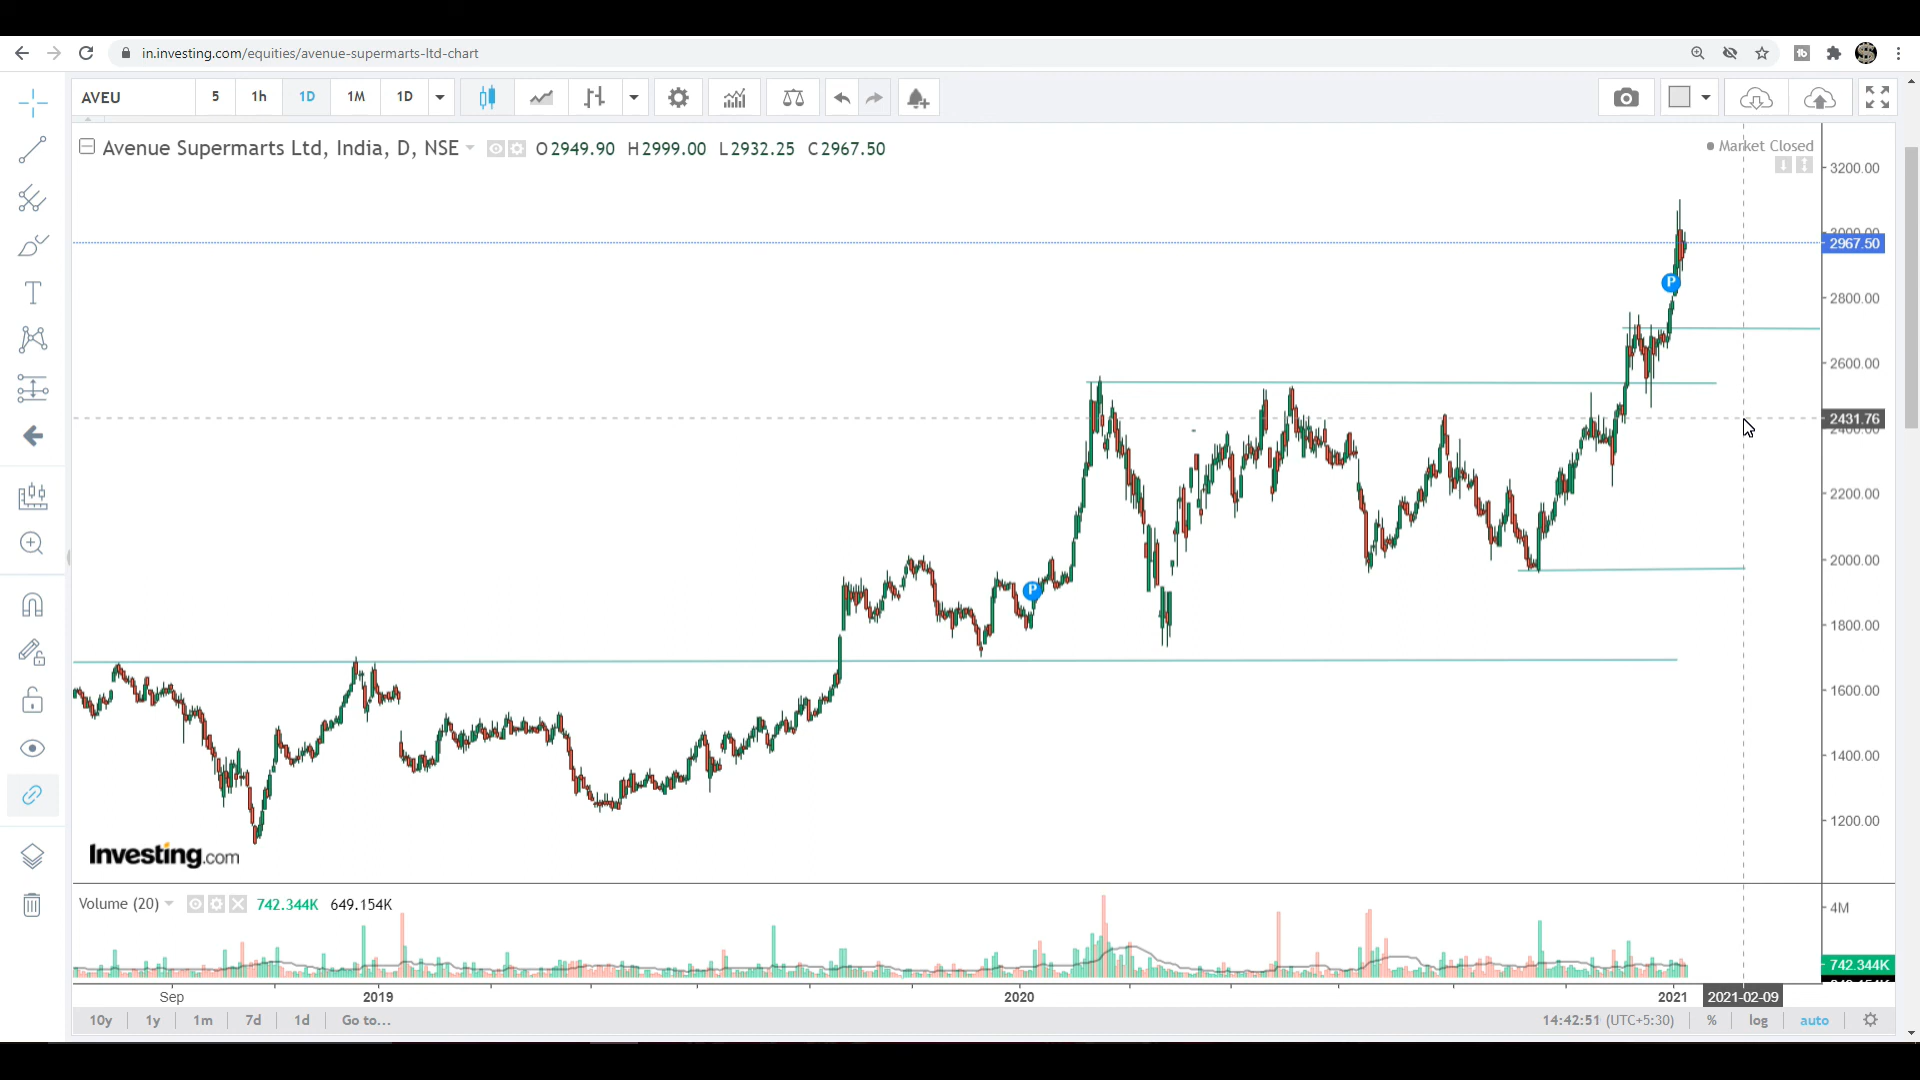 in.investing.com/equities/avenue-supermarts-ltd-chart
AVEU 5 1h 1D 1M 1D
Avenue Supermarts Ltd, India, D, NSE O2949.90 H2999.00 L2932.25 C2967.50
Market Closed
3200.00
3000.00
2967.50
2800.00
2600.00
2431.76
2400.00
2200.00
2000.00
1800.00
1600.00
1400.00
1200.00
P
P
Investing.com
Volume (20) 742.344K 649.154K
4M
742.344K
Sep 2019 2020 2021 2021-02-09
10y 1y 1m 7d 1d Go to... 14:42:51 (UTC+5:30) % log auto